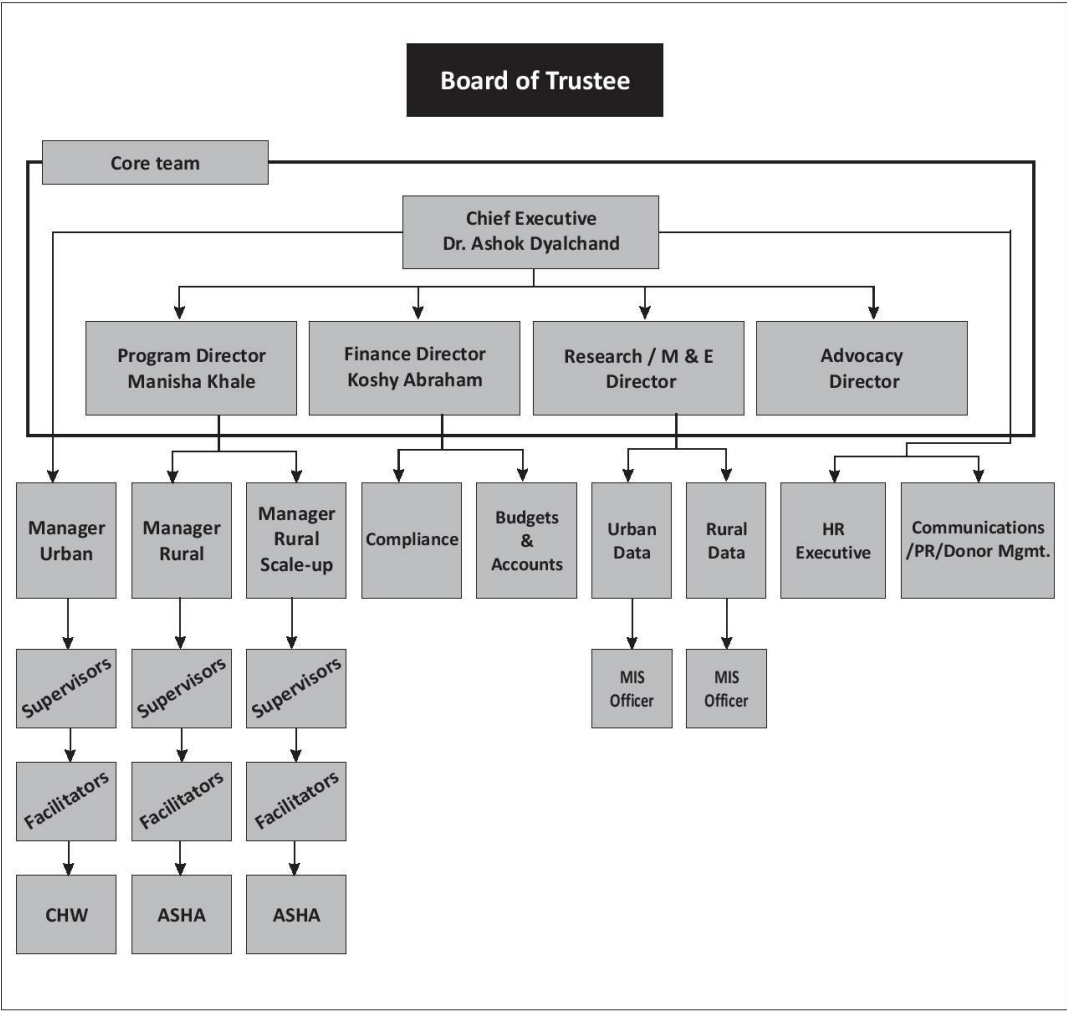 Board of Trustee
Core team
Chief Executive
Dr. Ashok Dyalchand
Program Director
Manisha Khale
Finance Director
Koshy Abraham
Research / M & E
Director
Advocacy
Director
Manager
Urban
Manager
Rural
Manager
Rural
Scale-up
Compliance
Budgets
&
Accounts
Urban
Data
Rural
Data
HR
Executive
Communications
/PR/Donor Mgmt.
Supervisors
Supervisors
Supervisors
MIS
Officer
MIS
Officer
Facilitators
Facilitators
Facilitators
CHW
ASHA
ASHA